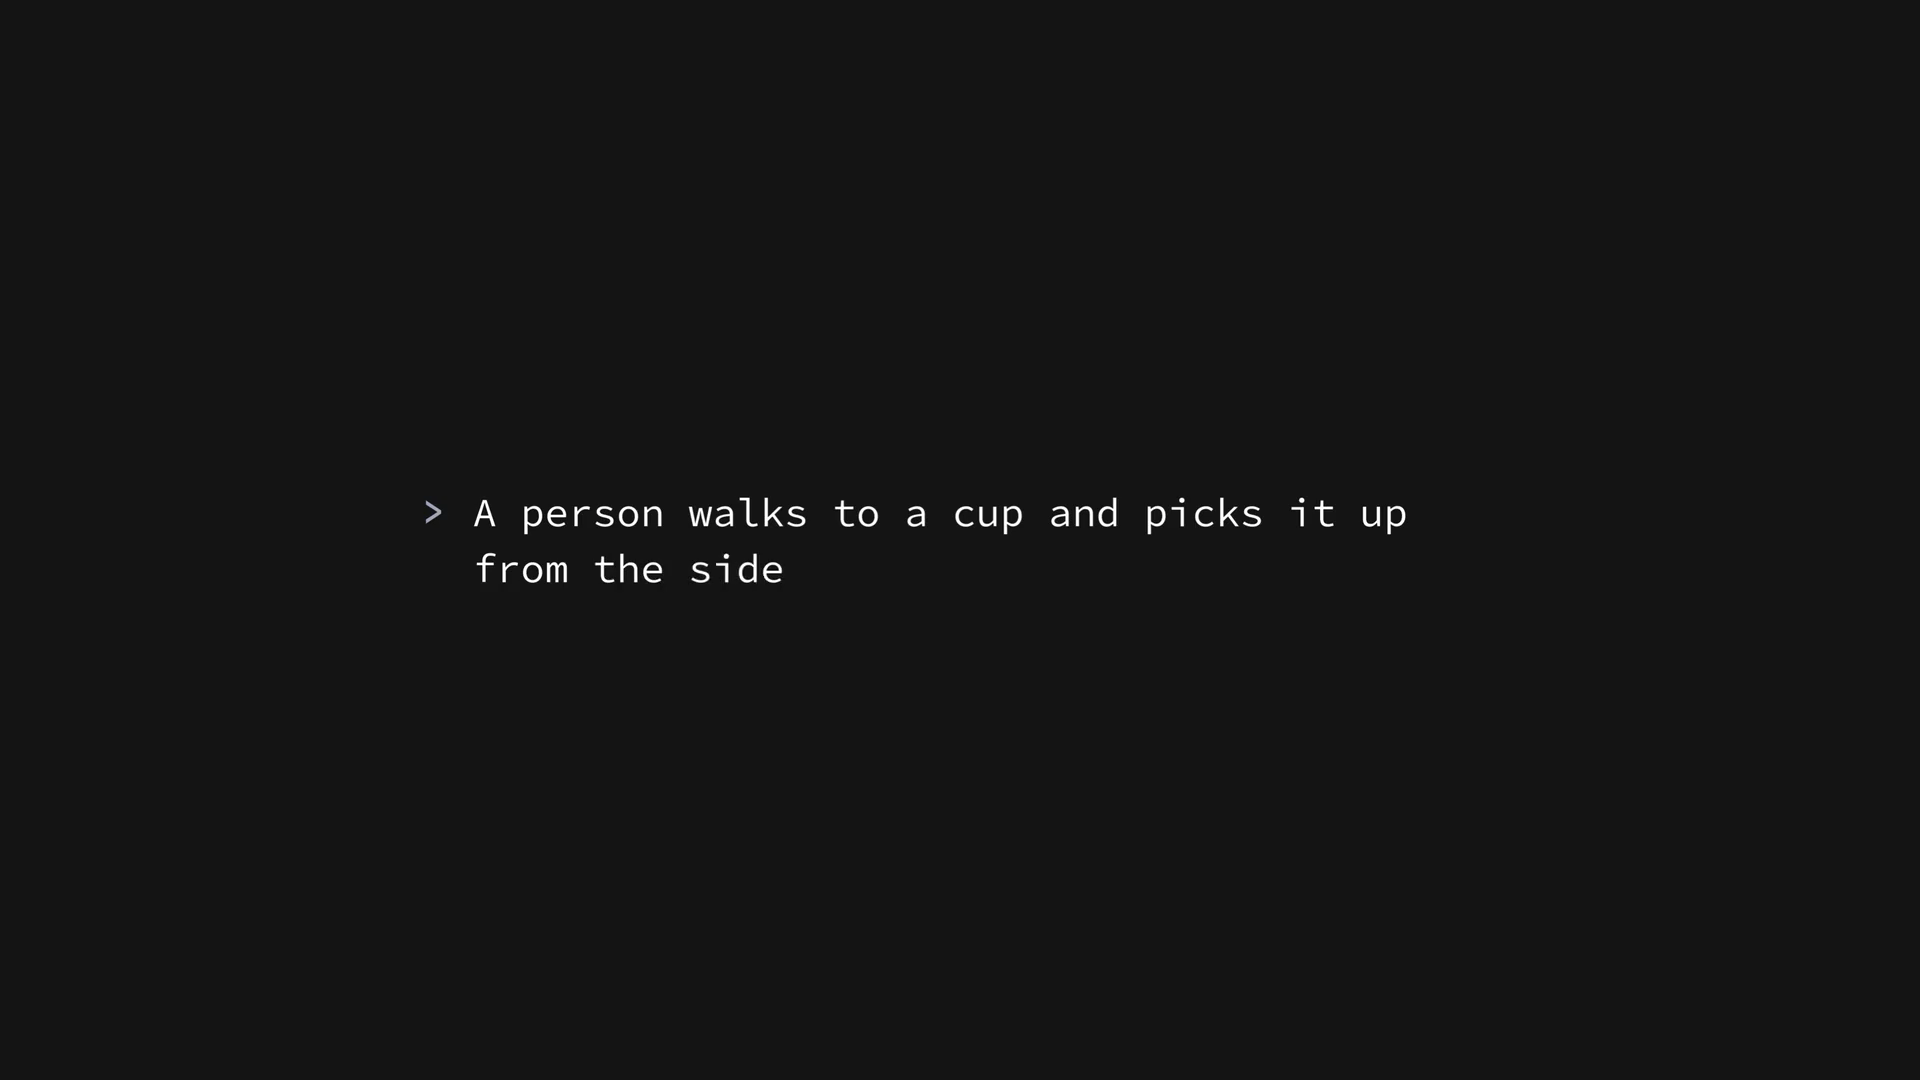 > A person walks to a cup and picks it up
from the side